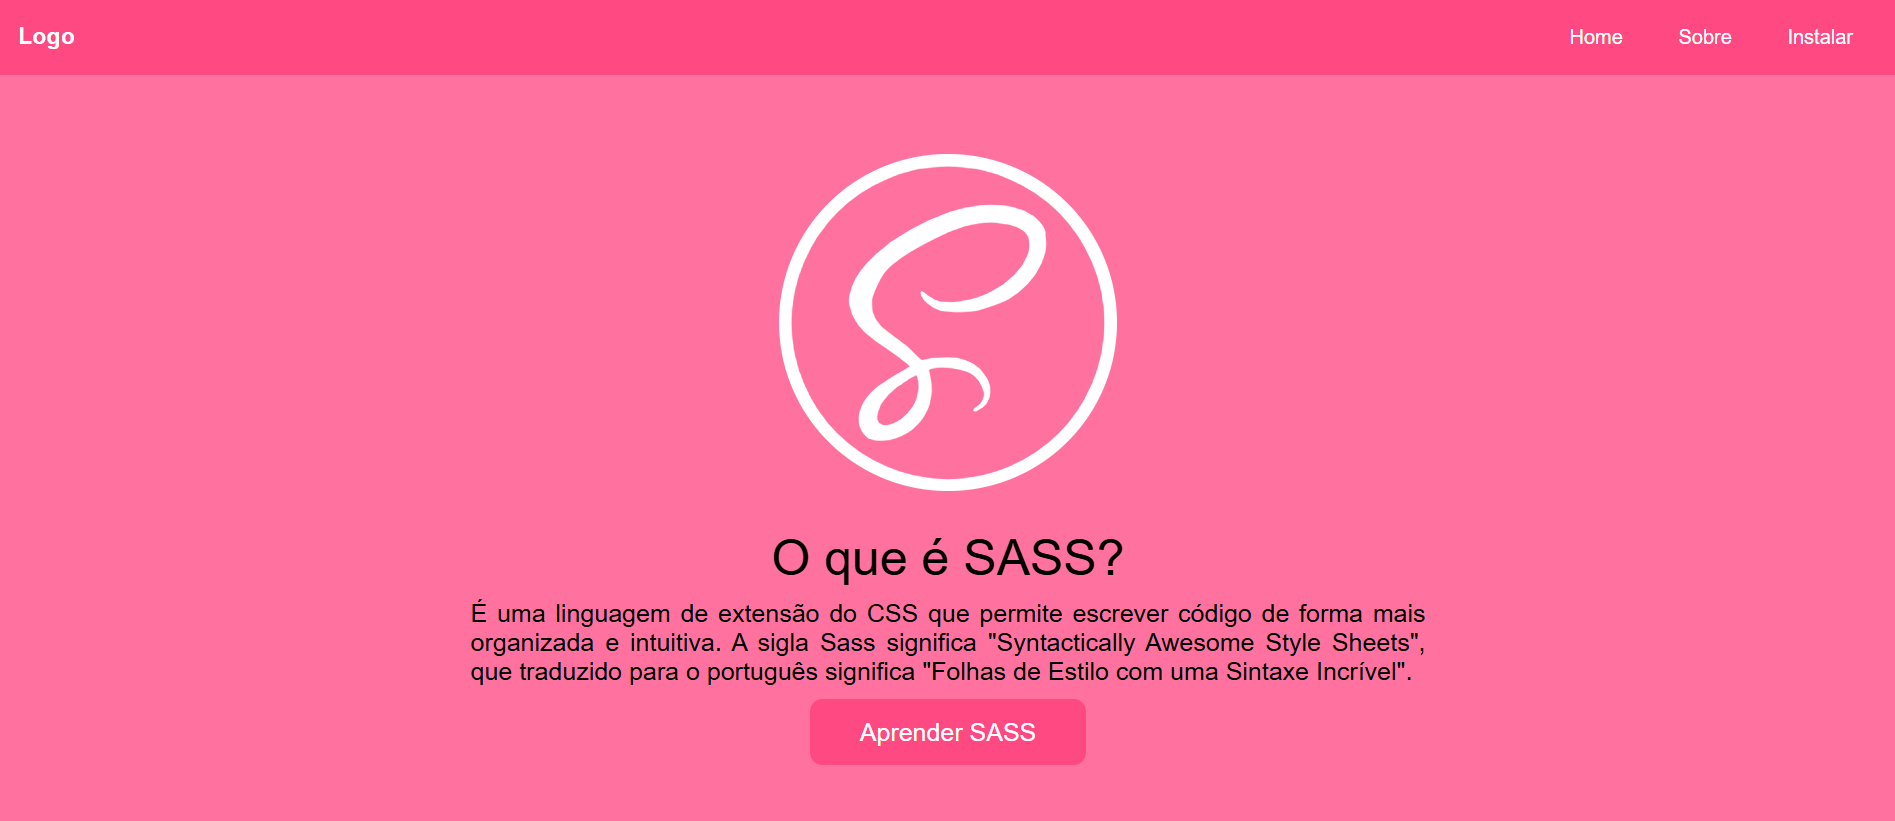 Logo
Home Sobre Instalar
O que é SASS?
É uma linguagem de extensão do CSS que permite escrever código de forma mais
organizada e intuitiva. A sigla Sass significa "Syntactically Awesome Style Sheets",
que traduzido para o português significa "Folhas de Estilo com uma Sintaxe Incrível".
Aprender SASS